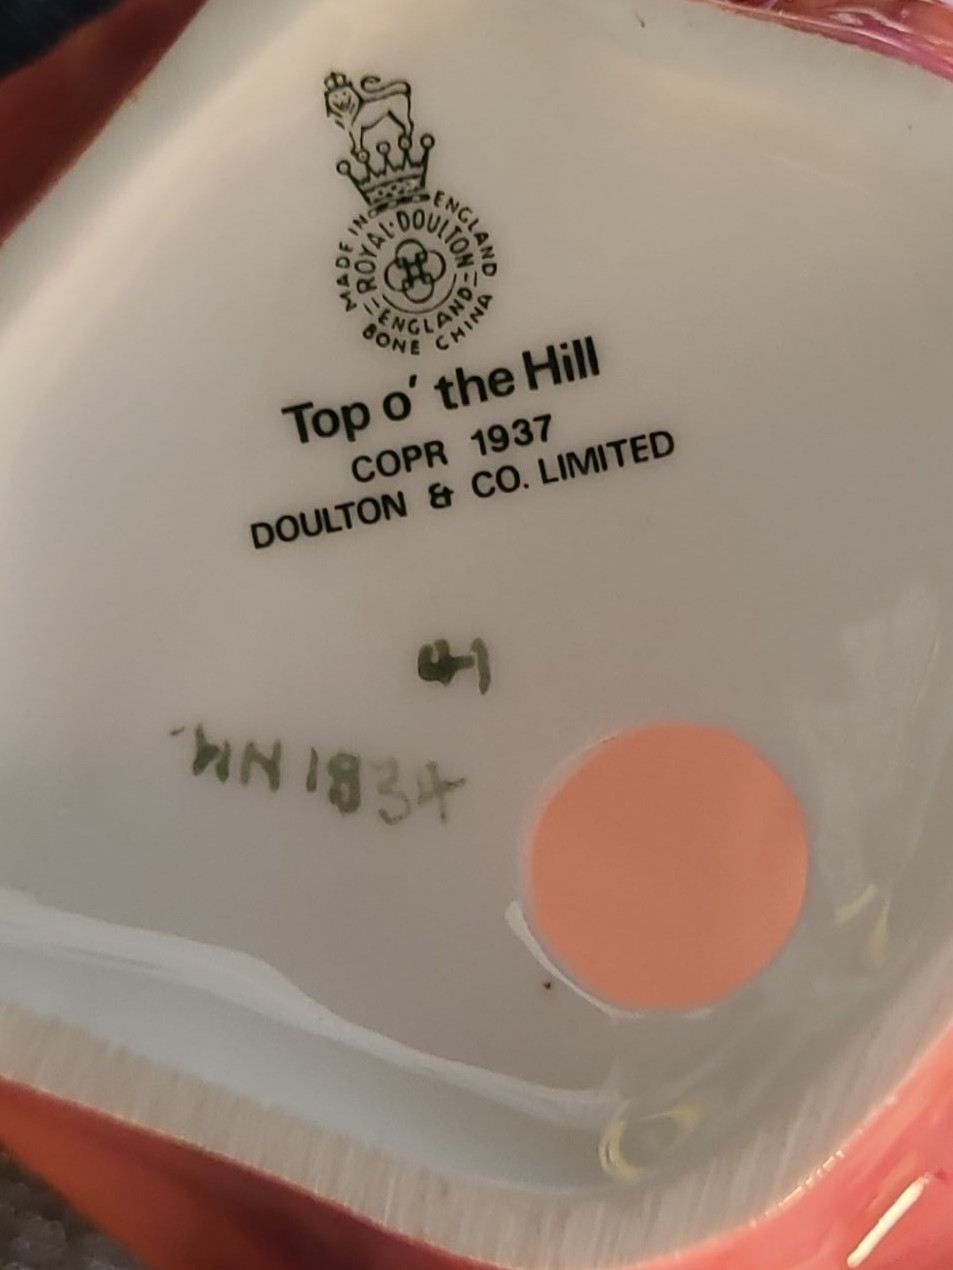 MADE IN ENGLAND
ROYAL·DOULTON
ENGLAND
BONE CHINA
Top o' the Hill
COPR 1937
DOULTON & CO. LIMITED
HN 1834